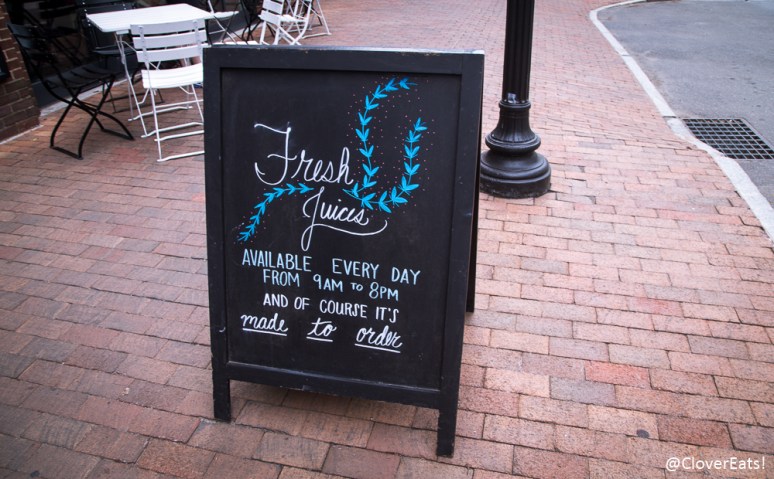 Fresh
Juices
AVAILABLE EVERY DAY
FROM 9AM TO 8PM
AND OF COURSE IT'S
made to order
@CloverEats!